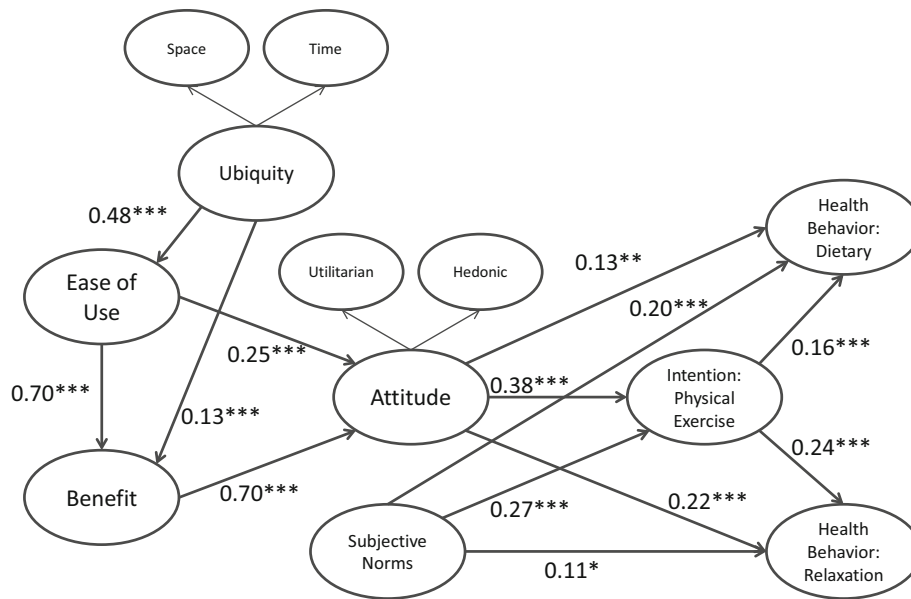 Space
Time
Ubiquity
0.48***
Health
Behavior:
Dietary
Utilitarian
Hedonic
0.13**
Ease of
Use
0.20***
0.25***
0.16***
Attitude
0.38***
Intention:
Physical
Exercise
0.70***
0.13***
0.24***
Benefit
0.70***
0.27***
0.22***
Subjective
Norms
0.11*
Health
Behavior:
Relaxation